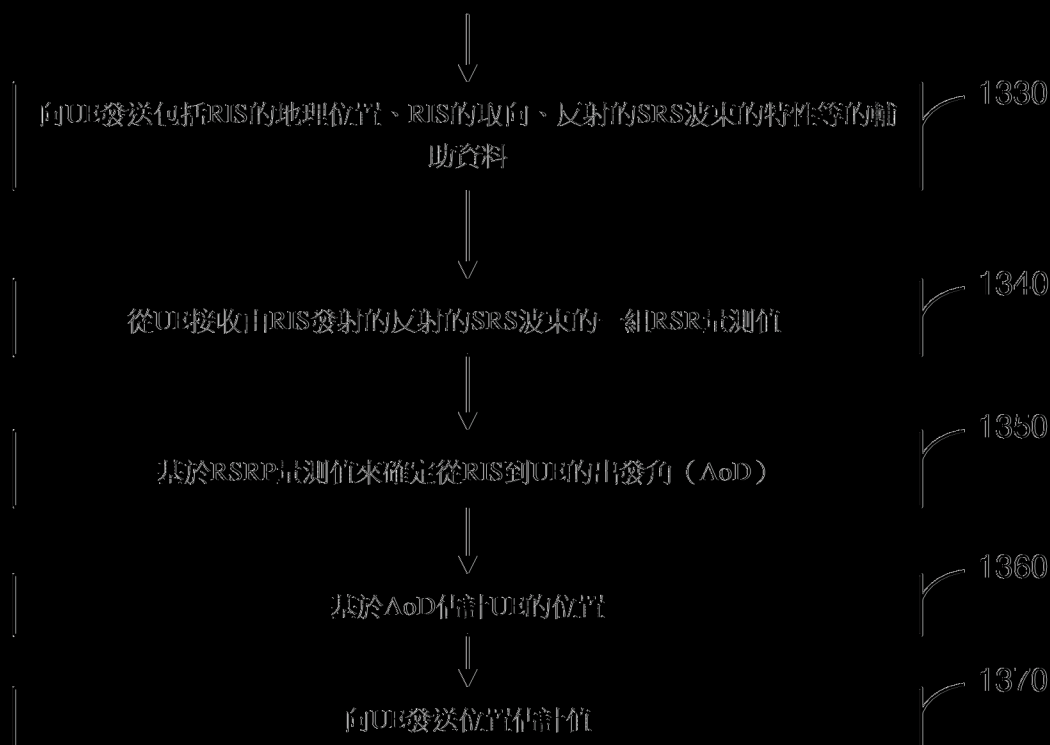 1330
向UE發送包括RIS的地理位置、RIS的取向、反射的SRS波束的特性等的輔
助資料
1340
從UE接收由RIS發射的反射的SRS波束的一組RSR量測值
1350
基於RSRP量測值來確定從RIS到UE的出發角（AoD）
1360
基於AoD估計UE的位置
1370
向UE發送位置估計值